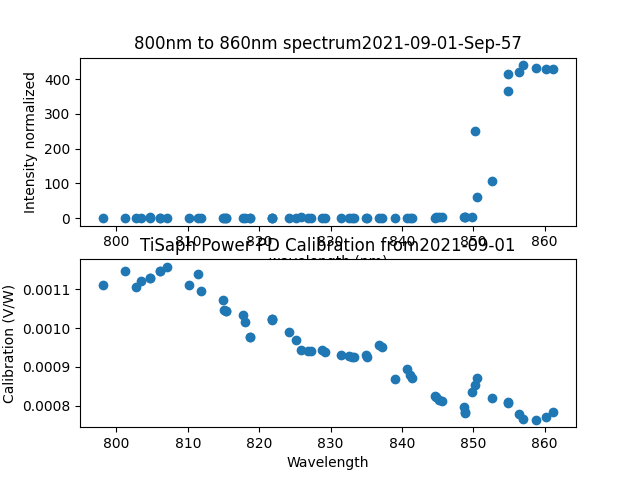 800nm to 860nm spectrum2021-09-01-Sep-57
Intensity normalized
400
300
200
100
0
800 810 820 830 840 850 860
wavelength (nm)
TiSaph Power PD Calibration from2021-09-01
Calibration (V/W)
0.0011
0.0010
0.0009
0.0008
800 810 820 830 840 850 860
Wavelength